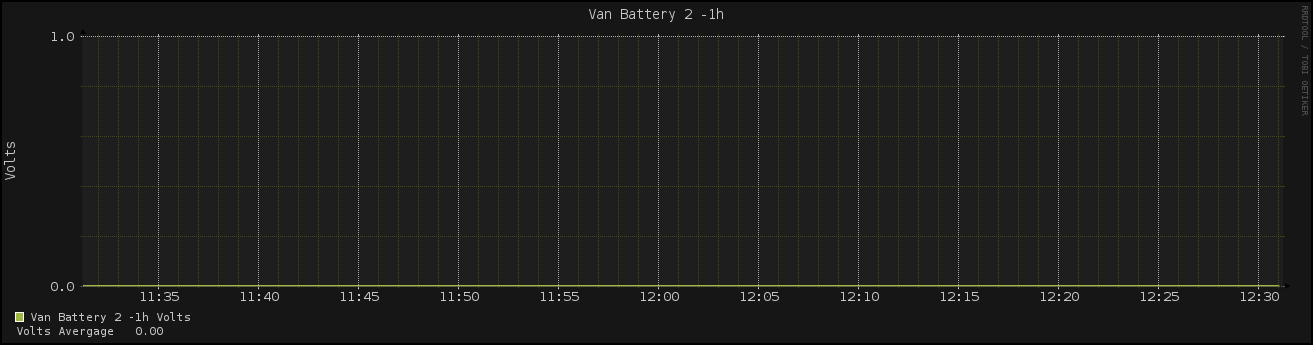 Van Battery 2 -1h
RRDTOOL / TOBI OETIKER
Volts
1.0
0.0
11:35 11:40 11:45 11:50 11:55 12:00 12:05 12:10 12:15 12:20 12:25 12:30
Van Battery 2 -1h Volts
Volts Avergage 0.00